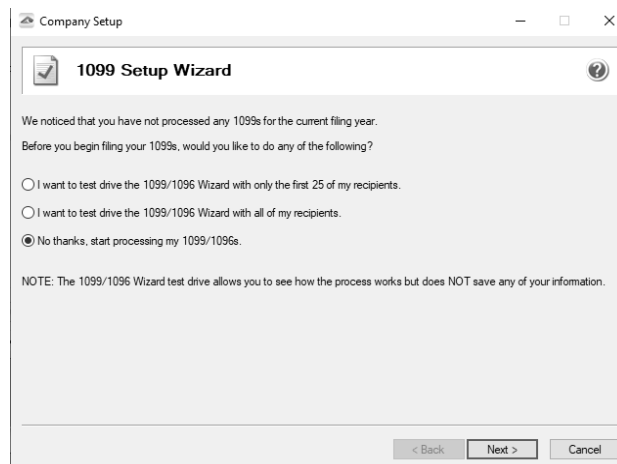 Company Setup
1099 Setup Wizard
We noticed that you have not processed any 1099s for the current filing year.
Before you begin filing your 1099s, would you like to do any of the following?
I want to test drive the 1099/1096 Wizard with only the first 25 of my recipients.
I want to test drive the 1099/1096 Wizard with all of my recipients.
No thanks, start processing my 1099/1096s.
NOTE: The 1099/1096 Wizard test drive allows you to see how the process works but does NOT save any of your information.
< Back Next > Cancel